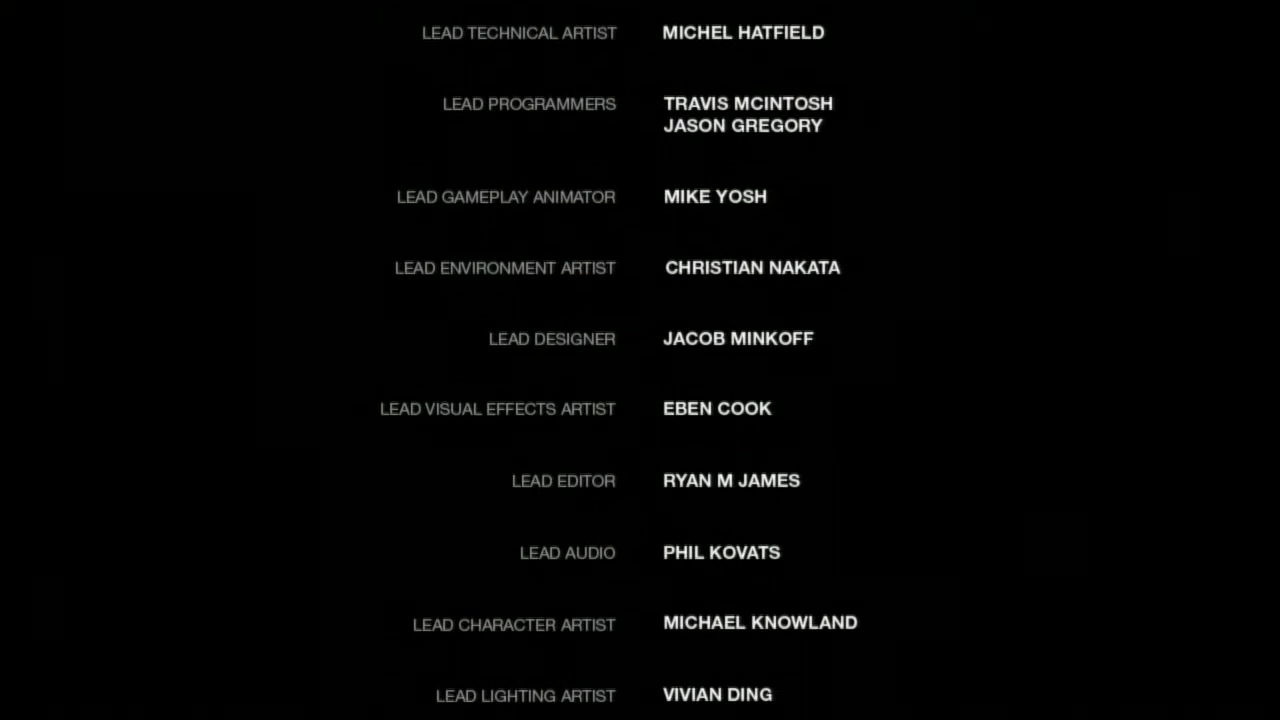 LEAD TECHNICAL ARTIST MICHEL HATFIELD
LEAD PROGRAMMERS TRAVIS MCINTOSH
JASON GREGORY
LEAD GAMEPLAY ANIMATOR MIKE YOSH
LEAD ENVIRONMENT ARTIST CHRISTIAN NAKATA
LEAD DESIGNER JACOB MINKOFF
LEAD VISUAL EFFECTS ARTIST EBEN COOK
LEAD EDITOR RYAN M JAMES
LEAD AUDIO PHIL KOVATS
LEAD CHARACTER ARTIST MICHAEL KNOWLAND
LEAD LIGHTING ARTIST VIVIAN DING